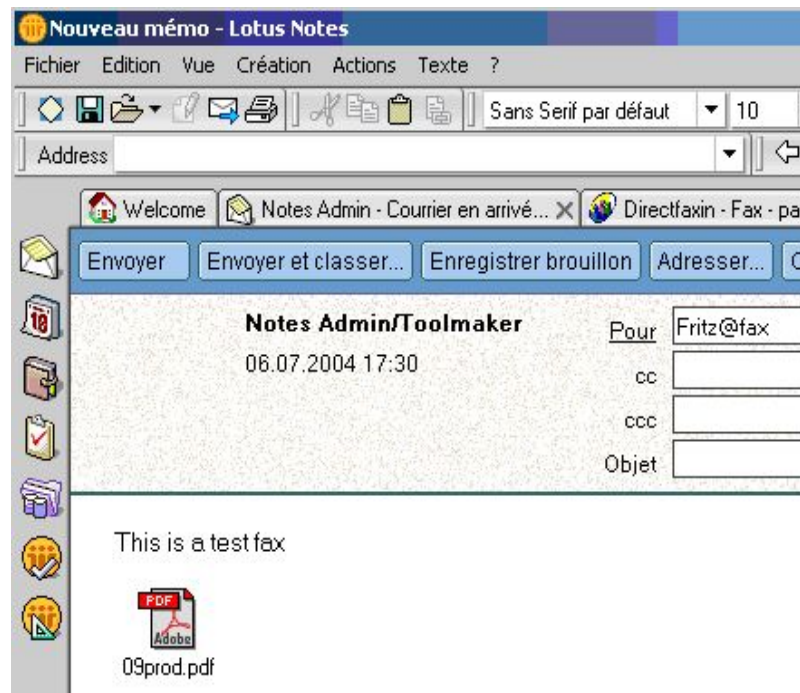 Nouveau mémo - Lotus Notes
Fichier Edition Vue Création Actions Texte ?
Sans Serif par défaut 10
Address
Welcome Notes Admin - Courrier en arrivé... Directfaxin - Fax - pa
Envoyer Envoyer et classer... Enregistrer brouillon Adresser...
Notes Admin/Toolmaker Pour Fritz@fax
06.07.2004 17:30
cc
ccc
Objet
This is a test fax
PDF
Adobe
09prod.pdf